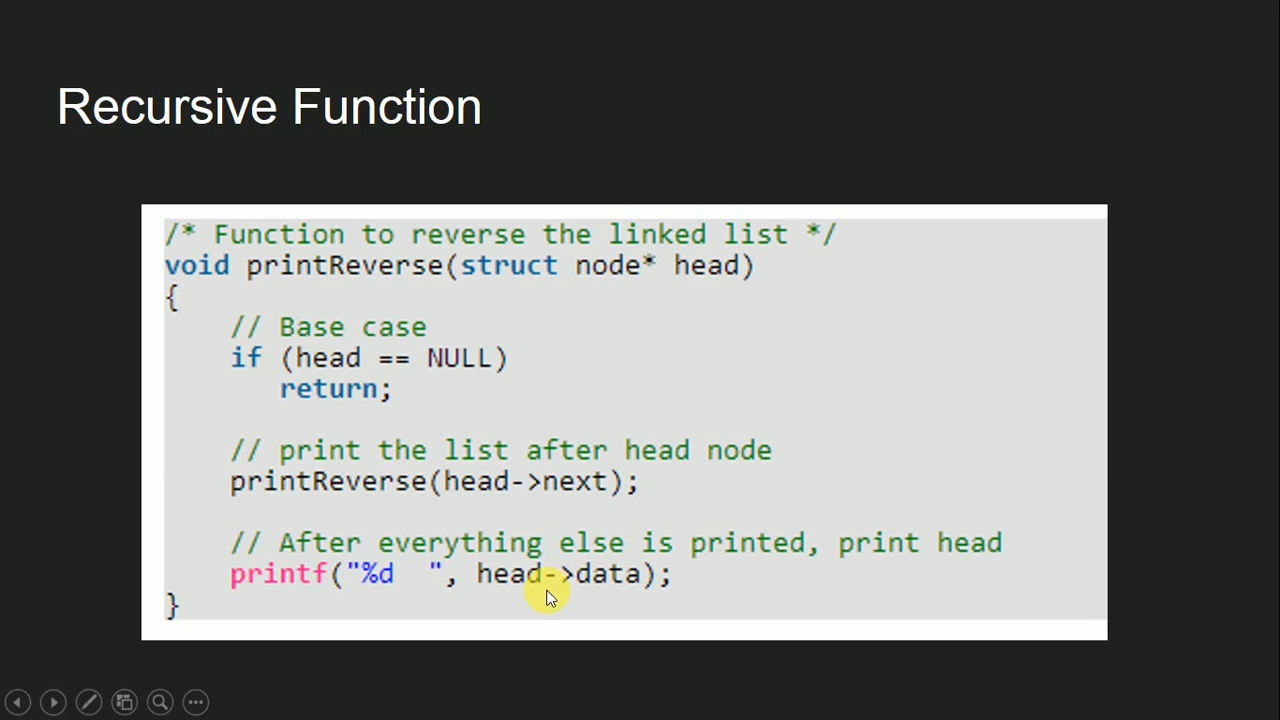 Recursive Function
/* Function to reverse the linked list */
void printReverse(struct node* head)
{
    // Base case
    if (head == NULL)
       return;
    // print the list after head node
    printReverse(head->next);
    // After everything else is printed, print head
    printf("%d  ", head->data);
}